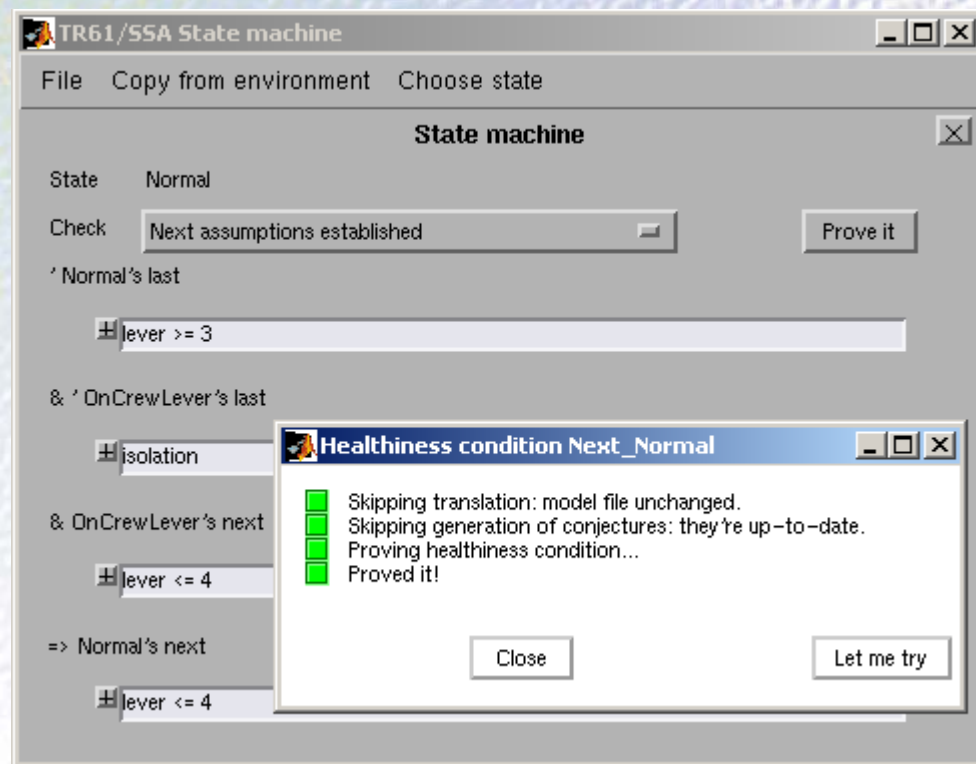 TR61/SSA State machine
File Copy from environment Choose state
State machine
State Normal
Check Next assumptions established Prove it
' Normal's last
lever >= 3
& ' OnCrewLever's last
isolation
& OnCrewLever's next
lever <= 4
=> Normal's next
lever <= 4
Healthiness condition Next_Normal
Skipping translation: model file unchanged.
Skipping generation of conjectures: they're up-to-date.
Proving healthiness condition...
Proved it!
Close Let me try